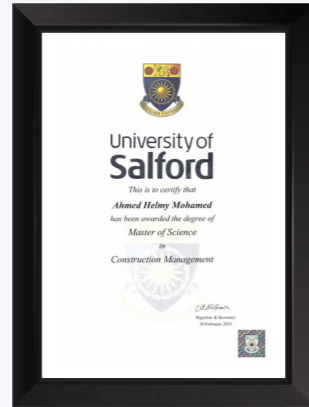 University of
Salford
This is to certify that
Ahmed Helmy Mohamed
has been awarded the degree of
Master of Science
in
Construction Management
Registrar & Secretary